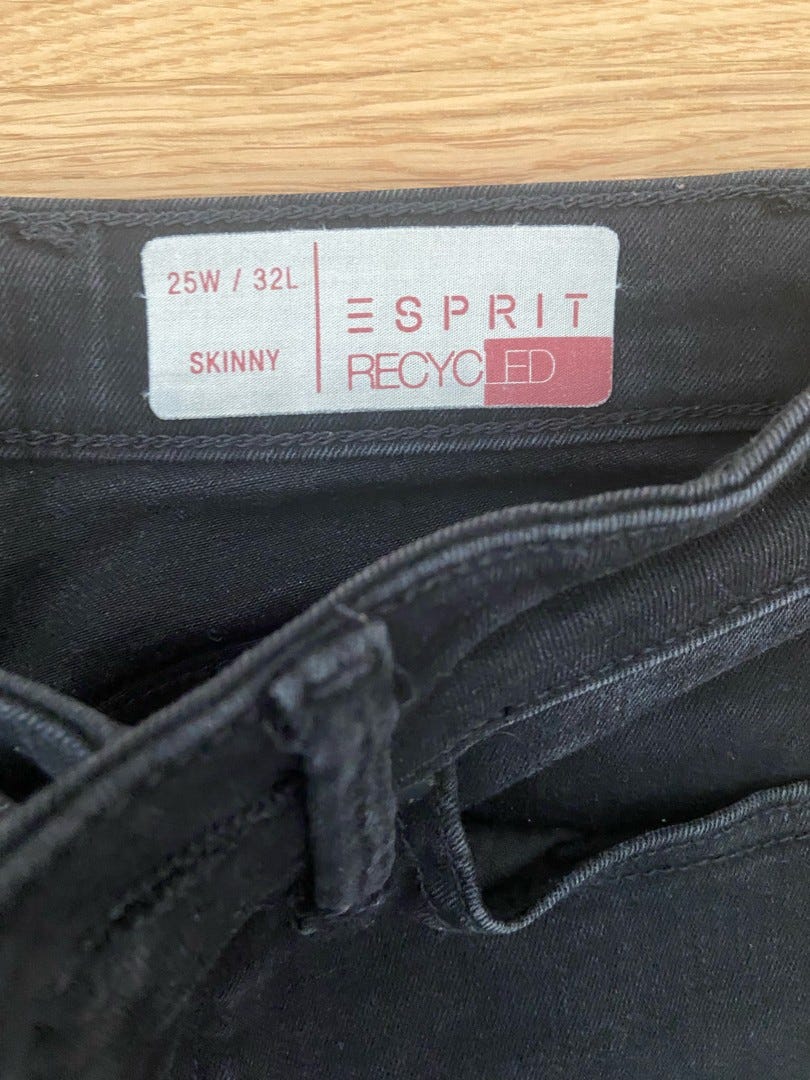 25W / 32L
SKINNY
ESPRIT
RECYCLED